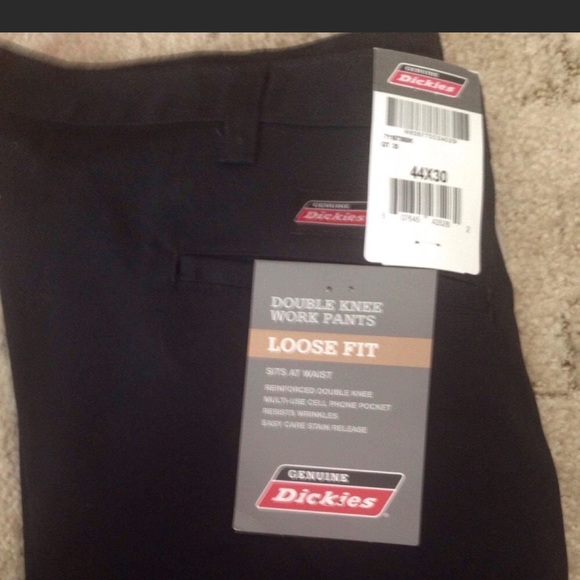 GENUINE
Dickies
44X30
GENUINE
Dickies
DOUBLE KNEE
WORK PANTS
LOOSE FIT
SITS AT WAIST
REINFORCED DOUBLE KNEE
MULTI-USE CELL PHONE POCKET
RESISTS WRINKLES
EASY CARE STAIN RELEASE
GENUINE
Dickies